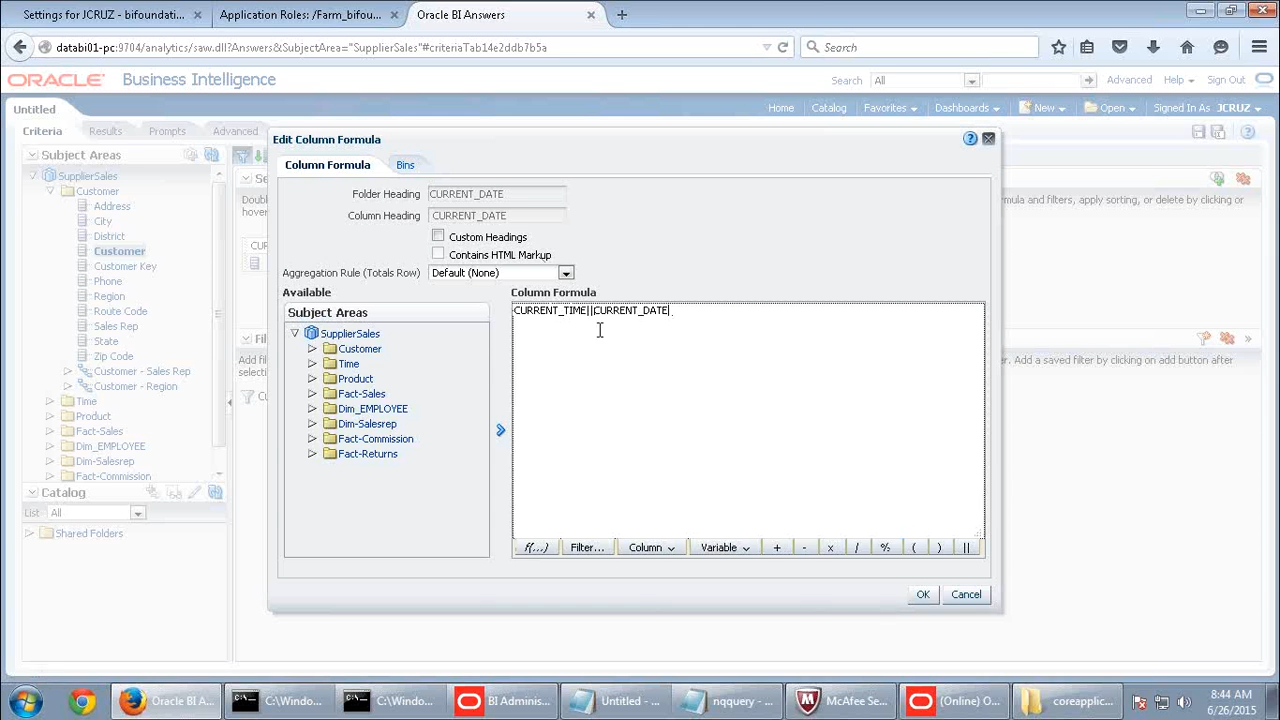 Settings for JCRUZ - bifoundati...
Application Roles: /Farm_bifou...
Oracle BI Answers
databi01-pc:9704/analytics/saw.dll?Answers&SubjectArea="SupplierSales"#criteriaTab14e2ddb7b5a
Search
ORACLE Business Intelligence
Search All Advanced Help Sign Out
Untitled
Home Catalog Favorites Dashboards New Open Signed In As JCRUZ
Criteria Results Prompts Advanced
Edit Column Formula
Subject Areas
Column Formula Bins
SupplierSales
Customer
Address
City
District
Customer
Customer Key
Phone
Region
Route Code
Sales Rep
State
Zip Code
Customer - Sales Rep
Customer - Region
Time
Product
Fact-Sales
Dim_EMPLOYEE
Dim-Salesrep
Fact-Commission
Catalog
List All
Shared Folders
Folder Heading CURRENT_DATE
Column Heading CURRENT_DATE
Custom Headings
Contains HTML Markup
Aggregation Rule (Totals Row) Default (None)
Available
Subject Areas
SupplierSales
Customer
Time
Product
Fact-Sales
Dim_EMPLOYEE
Dim-Salesrep
Fact-Commission
Fact-Returns
Column Formula
CURRENT_TIME||CURRENT_DATE
f(...) Filter... Column Variable + - x / % ( ) ||
OK Cancel
Doubl
hover
ormula and filters, apply sorting, or delete by clicking or
Add fil
selecti
er. Add a saved filter by clicking on add button after
Oracle BI A...
C:\Windo...
C:\Windo...
BI Adminis...
Untitled - ...
nqquery - ...
McAfee Se...
(Online) O...
coreapplic...
8:44 AM
6/26/2015